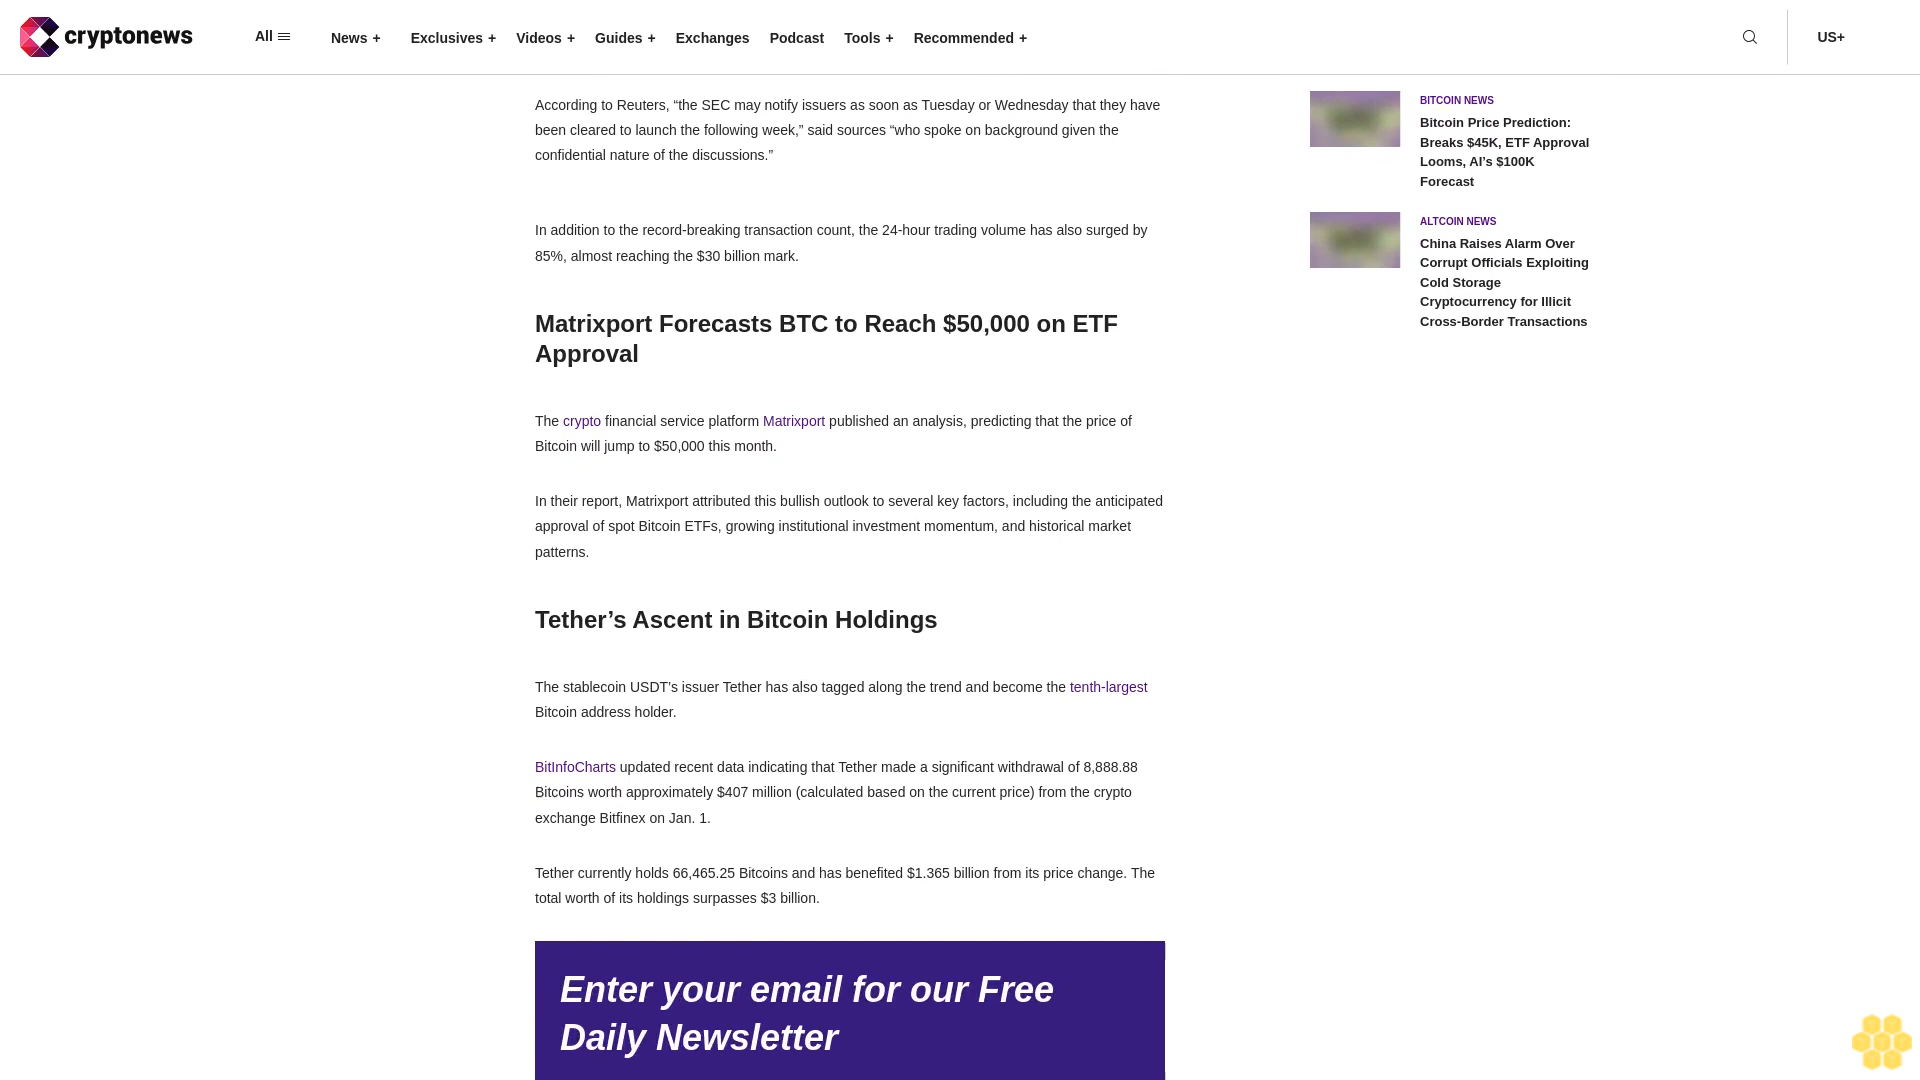 cryptonews
All
News +
Exclusives +
Videos +
Guides +
Exchanges
Podcast
Tools +
Recommended +
US+
According to Reuters, “the SEC may notify issuers as soon as Tuesday or Wednesday that they have
been cleared to launch the following week,” said sources “who spoke on background given the
confidential nature of the discussions.”
In addition to the record-breaking transaction count, the 24-hour trading volume has also surged by
85%, almost reaching the $30 billion mark.
Matrixport Forecasts BTC to Reach $50,000 on ETF
Approval
The crypto financial service platform Matrixport published an analysis, predicting that the price of
Bitcoin will jump to $50,000 this month.
In their report, Matrixport attributed this bullish outlook to several key factors, including the anticipated
approval of spot Bitcoin ETFs, growing institutional investment momentum, and historical market
patterns.
Tether’s Ascent in Bitcoin Holdings
The stablecoin USDT’s issuer Tether has also tagged along the trend and become the tenth-largest
Bitcoin address holder.
BitInfoCharts updated recent data indicating that Tether made a significant withdrawal of 8,888.88
Bitcoins worth approximately $407 million (calculated based on the current price) from the crypto
exchange Bitfinex on Jan. 1.
Tether currently holds 66,465.25 Bitcoins and has benefited $1.365 billion from its price change. The
total worth of its holdings surpasses $3 billion.
Enter your email for our Free
Daily Newsletter
BITCOIN NEWS
Bitcoin Price Prediction:
Breaks $45K, ETF Approval
Looms, AI’s $100K
Forecast
ALTCOIN NEWS
China Raises Alarm Over
Corrupt Officials Exploiting
Cold Storage
Cryptocurrency for Illicit
Cross-Border Transactions